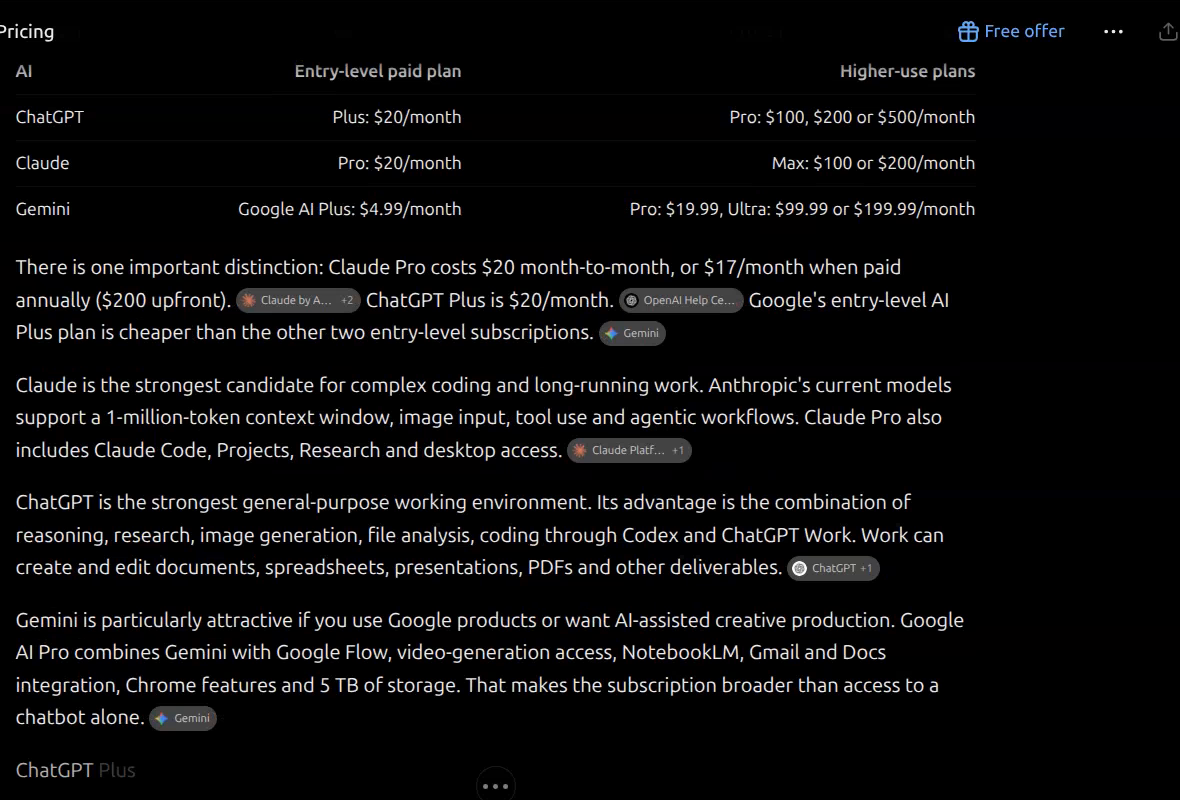 Pricing
Free offer
AI Entry-level paid plan Higher-use plans
ChatGPT Plus: $20/month Pro: $100, $200 or $500/month
Claude Pro: $20/month Max: $100 or $200/month
Gemini Google AI Plus: $4.99/month Pro: $19.99, Ultra: $99.99 or $199.99/month
There is one important distinction: Claude Pro costs $20 month-to-month, or $17/month when paid
annually ($200 upfront). Claude by A... +2 ChatGPT Plus is $20/month. OpenAI Help Ce... Google's entry-level AI
Plus plan is cheaper than the other two entry-level subscriptions. Gemini
Claude is the strongest candidate for complex coding and long-running work. Anthropic's current models
support a 1-million-token context window, image input, tool use and agentic workflows. Claude Pro also
includes Claude Code, Projects, Research and desktop access. Claude Platf... +1
ChatGPT is the strongest general-purpose working environment. Its advantage is the combination of
reasoning, research, image generation, file analysis, coding through Codex and ChatGPT Work. Work can
create and edit documents, spreadsheets, presentations, PDFs and other deliverables. ChatGPT +1
Gemini is particularly attractive if you use Google products or want AI-assisted creative production. Google
AI Pro combines Gemini with Google Flow, video-generation access, NotebookLM, Gmail and Docs
integration, Chrome features and 5 TB of storage. That makes the subscription broader than access to a
chatbot alone. Gemini
ChatGPT Plus